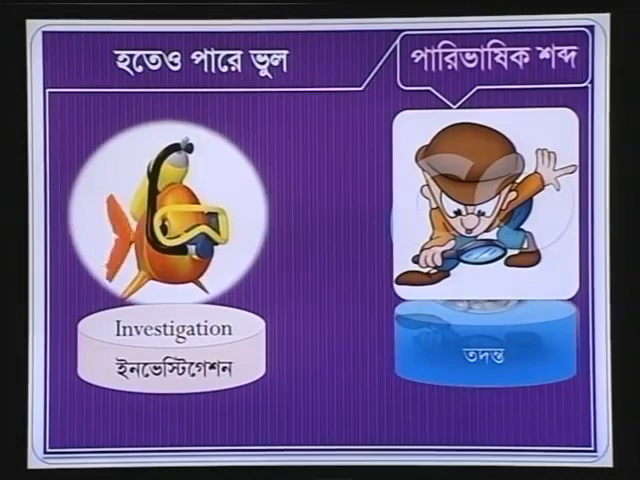 হতেও পারে ভুল
পারিভাষিক শব্দ
Investigation
ইনভেস্টিগেশন
তদন্ত